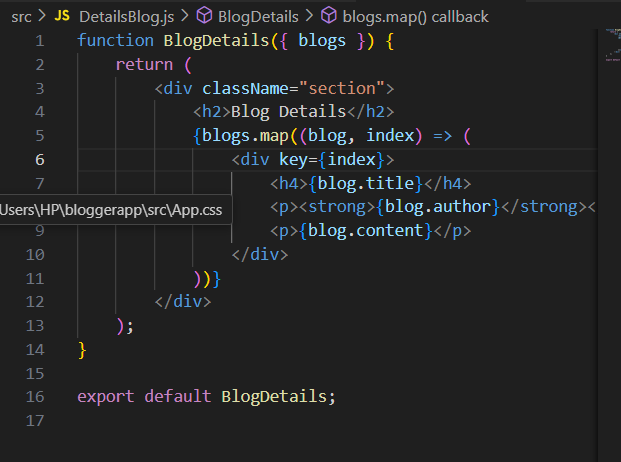 src > JS DetailsBlog.js > BlogDetails > blogs.map() callback
1 function BlogDetails({ blogs }) {
2 return (
3 <div className="section">
4 <h2>Blog Details</h2>
5 {blogs.map((blog, index) => (
6 <div key={index}>
7 <h4>{blog.title}</h4>
Users\HP\bloggerapp\src\App.css <p><strong>{blog.author}</strong><
9 <p>{blog.content}</p>
10 </div>
11 ))}
12 </div>
13 );
14 }
15
16 export default BlogDetails;
17